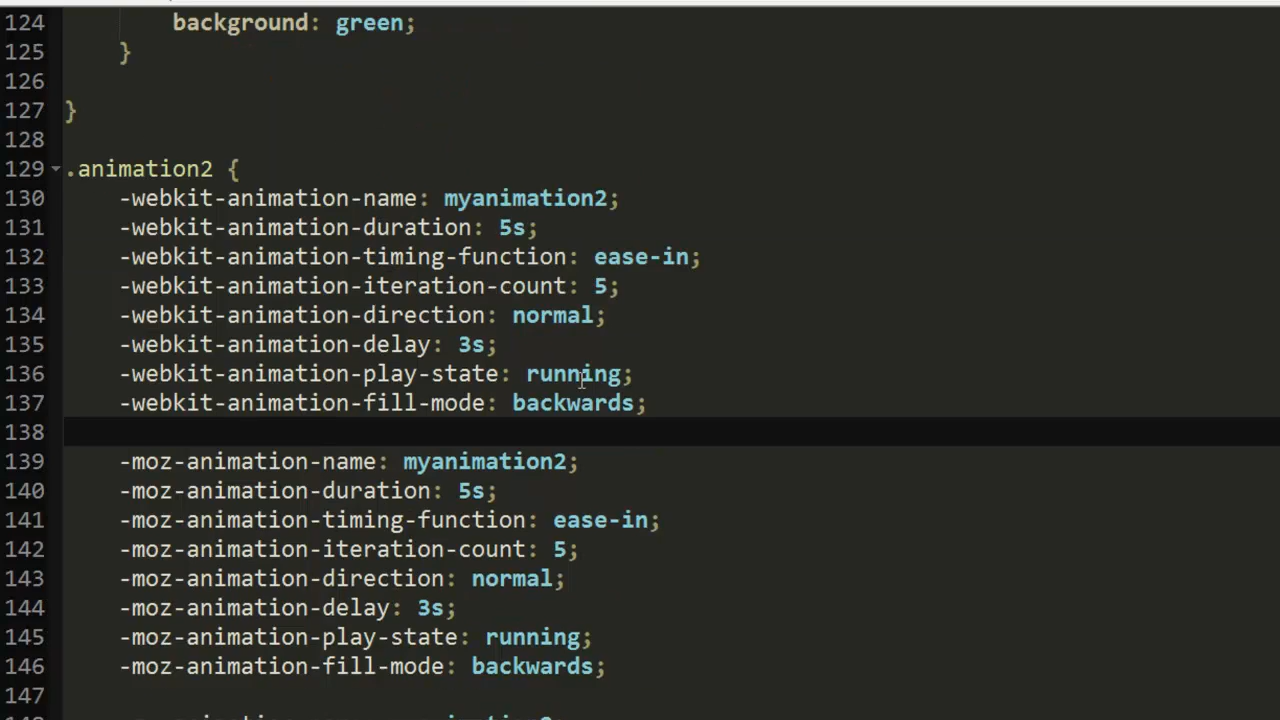 124 background: green;
125 }
126
127 }
128
129 .animation2 {
130 -webkit-animation-name: myanimation2;
131 -webkit-animation-duration: 5s;
132 -webkit-animation-timing-function: ease-in;
133 -webkit-animation-iteration-count: 5;
134 -webkit-animation-direction: normal;
135 -webkit-animation-delay: 3s;
136 -webkit-animation-play-state: running;
137 -webkit-animation-fill-mode: backwards;
138
139 -moz-animation-name: myanimation2;
140 -moz-animation-duration: 5s;
141 -moz-animation-timing-function: ease-in;
142 -moz-animation-iteration-count: 5;
143 -moz-animation-direction: normal;
144 -moz-animation-delay: 3s;
145 -moz-animation-play-state: running;
146 -moz-animation-fill-mode: backwards;
147